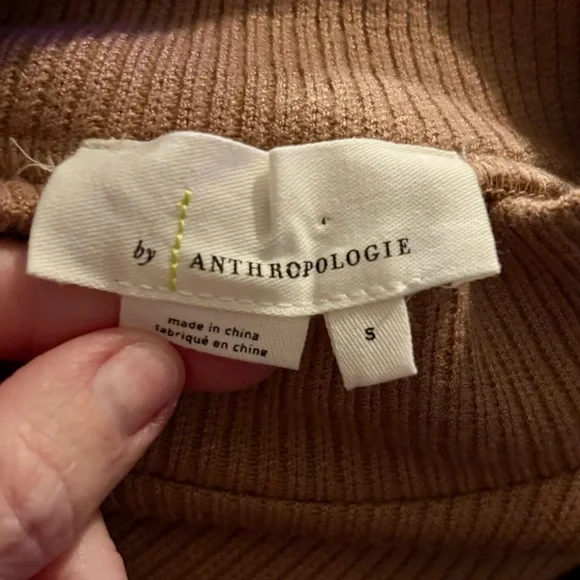 by ANTHROPOLOGIE
made in china
fabriqué en chine
S